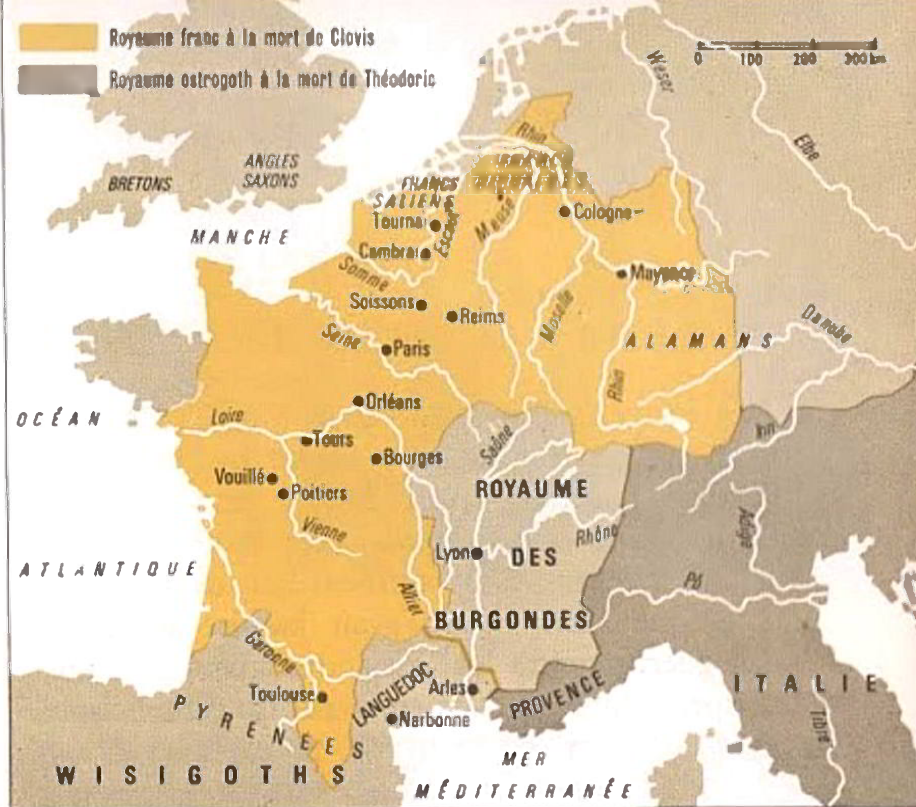 Royaume franc à la mort de Clovis
Royaume ostrogoth à la mort de Théodoric
0 100 200 300 km
Weser
Elbe
Rhin
ANGLES
SAXONS
BRETONS
FRANCS
SALIENS
Tournai
Escaut
Meuse
Cologne
MANCHE
Cambrai
Somme
Mayence
Soissons
Reims
Moselle
Seine
Paris
ALAMANS
Danube
Rhin
Orléans
OCÉAN
Loire
Tours
Bourges
Saône
Inn
Vouillé
Poitiers
ROYAUME
Vienne
Rhône
Adige
Lyon
DES
ATLANTIQUE
Allier
Pô
BURGONDES
Garonne
Toulouse
LANGUEDOC
Arles
PROVENCE
ITALIE
PYRÉNÉES
Narbonne
Tibre
WISIGOTHS
MER
MÉDITERRANÉE